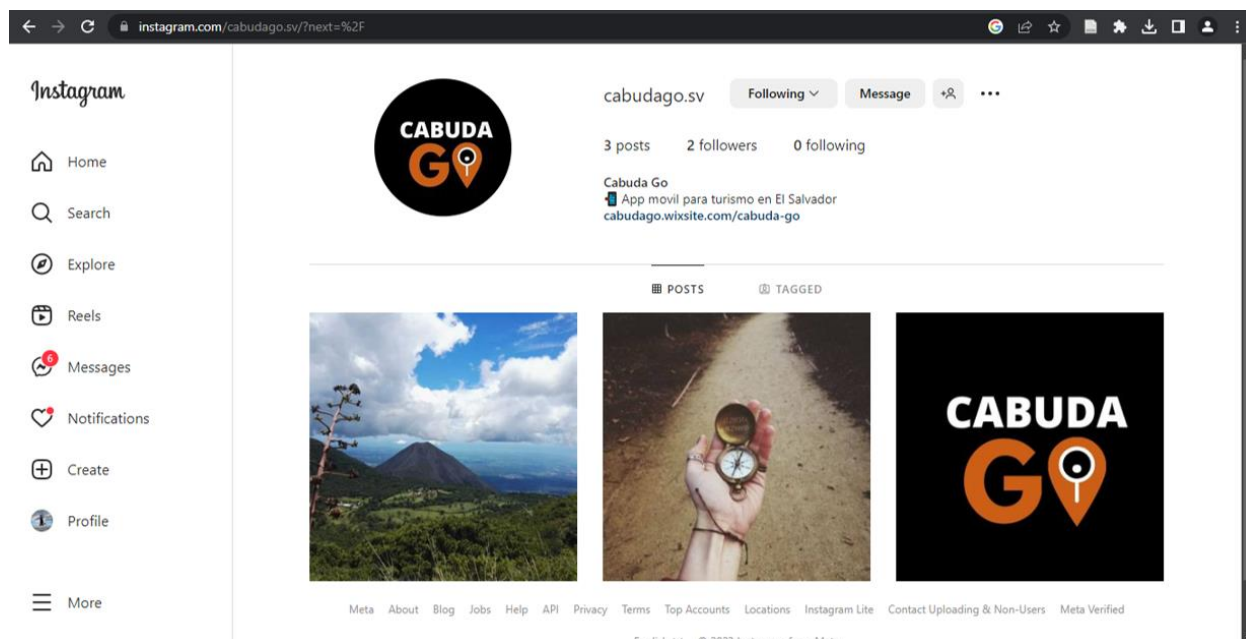 instagram.com/cabudago.sv/?next=%2F
Instagram
Home
Search
Explore
Reels
6
Messages
Notifications
Create
Profile
More
CABUDA
GO
cabudago.sv Following Message
3 posts 2 followers 0 following
Cabuda Go
App movil para turismo en El Salvador
cabudago.wixsite.com/cabuda-go
POSTS TAGGED
CABUDA
GO
Meta About Blog Jobs Help API Privacy Terms Top Accounts Locations Instagram Lite Contact Uploading & Non-Users Meta Verified